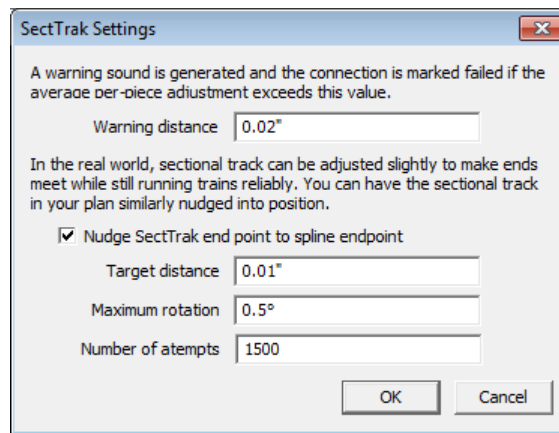 SectTrak Settings
A warning sound is generated and the connection is marked failed if the
average per-piece adjustment exceeds this value.
Warning distance 0.02"
In the real world, sectional track can be adjusted slightly to make ends
meet while still running trains reliably. You can have the sectional track
in your plan similarly nudged into position.
Nudge SectTrak end point to spline endpoint
Target distance 0.01"
Maximum rotation 0.5°
Number of atempts 1500
OK Cancel